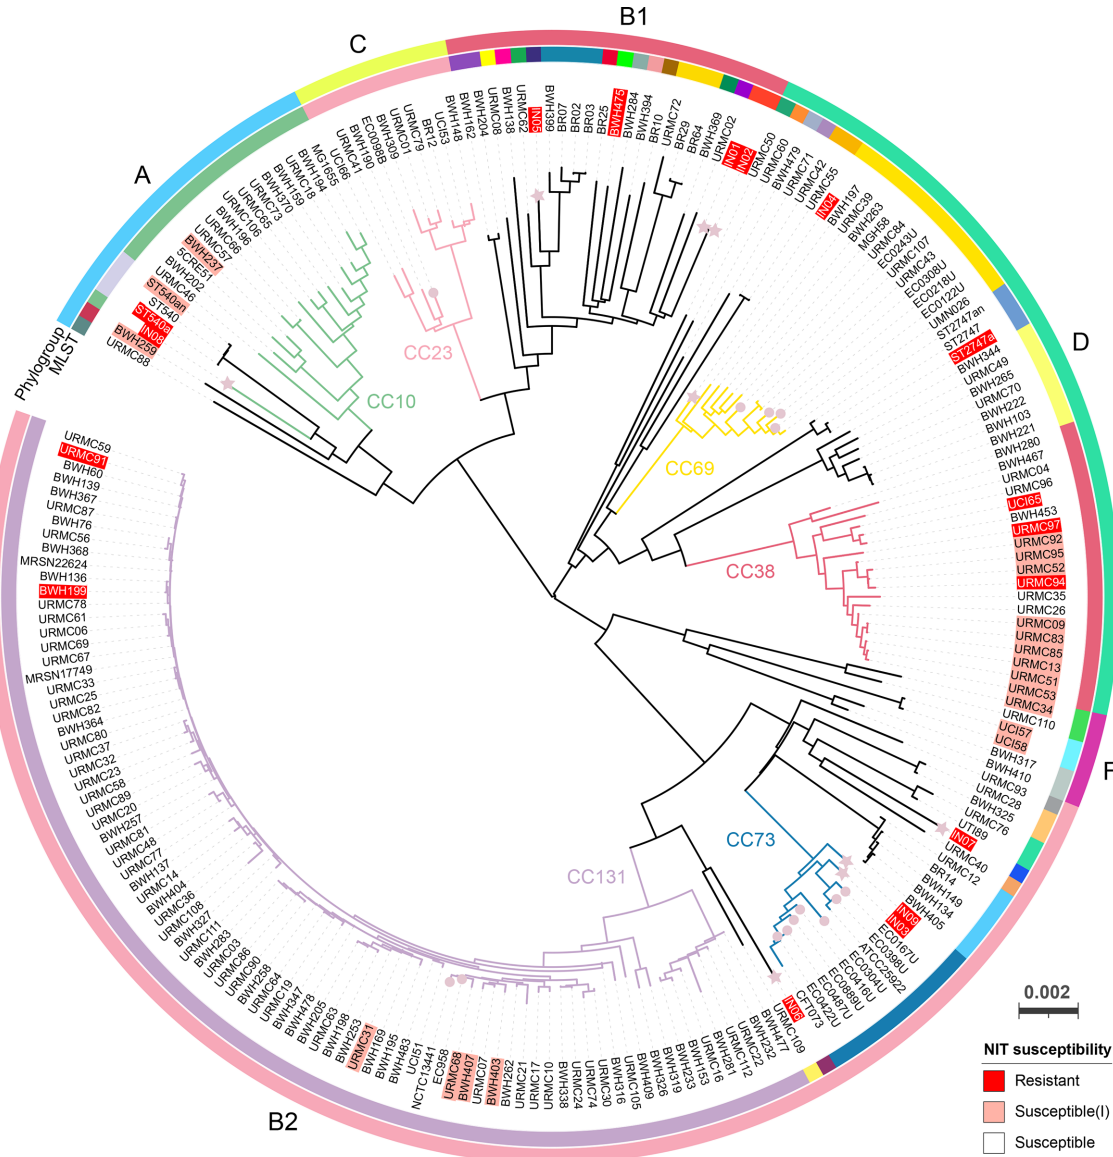 B1
C
A
D
F
B2
Phylogroup
MLST
URMC88
BWH259
IN08
ST540a
ST540
ST540an
URMC46
BWH202
5CRE51
BWH237
URMC57
URMC66
BWH196
URMC106
URMC65
URMC73
BWH370
BWH159
URMC18
BWH194
MG1655
UCI66
URMC41
BWH190
EC0098B
BWH309
URMC01
URMC79
BR12
UCI53
BWH148
BWH162
BWH204
URMC08
BWH138
URMC62
IN05
BWH399
BR07
BR02
BR03
BR25
BWH475
BWH284
BWH394
BR10
URMC72
BR29
BR64
BWH369
URMC02
IN01
IN02
URMC50
URMC60
BWH479
URMC71
URMC42
URMC55
IN04
BWH197
URMC39
BWH263
MGH58
URMC84
EC0243U
URMC107
URMC43
EC0308U
EC0218U
EC0122U
UMN026
ST2747an
ST2747
ST2747a
BWH344
URMC49
BWH265
URMC70
BWH222
BWH103
BWH221
BWH280
BWH467
URMC04
URMC96
UCI65
BWH453
URMC97
URMC92
URMC95
URMC52
URMC94
URMC35
URMC26
URMC09
URMC83
URMC85
URMC13
URMC51
URMC53
URMC34
URMC110
UCI57
UCI58
BWH317
BWH410
URMC93
URMC28
BWH325
URMC76
UTI89
IN07
URMC40
URMC12
BR14
BWH149
BWH134
BWH405
IN09
IN03
EC0167U
EC0398U
ATCC25922
EC0304U
EC0416U
EC0889U
EC0487U
EC0422U
CFT073
IN06
URMC109
BWH477
BWH232
URMC22
URMC112
BWH281
URMC16
BWH153
BWH233
BWH319
BWH326
BWH409
URMC105
BWH316
URMC30
URMC74
URMC24
BWH338
URMC10
URMC17
URMC21
BWH262
BWH403
URMC07
BWH407
URMC68
EC958
NCTC13441
UCI51
BWH483
BWH195
BWH169
URMC31
BWH253
BWH198
URMC63
BWH205
BWH478
BWH347
URMC19
URMC64
BWH258
URMC90
URMC86
URMC03
BWH283
URMC111
BWH327
URMC108
URMC36
BWH404
URMC14
BWH137
URMC77
URMC48
URMC81
BWH257
URMC20
URMC89
URMC58
URMC23
URMC32
URMC37
URMC80
BWH364
URMC82
URMC25
URMC33
MRSN17749
URMC67
URMC69
URMC06
URMC61
URMC78
BWH199
BWH136
MRSN22624
BWH368
URMC56
BWH76
URMC87
BWH367
BWH139
BWH60
URMC91
URMC59
CC10
CC23
CC69
CC38
CC73
CC131
0.002
NIT susceptibility
Resistant
Susceptible(I)
Susceptible